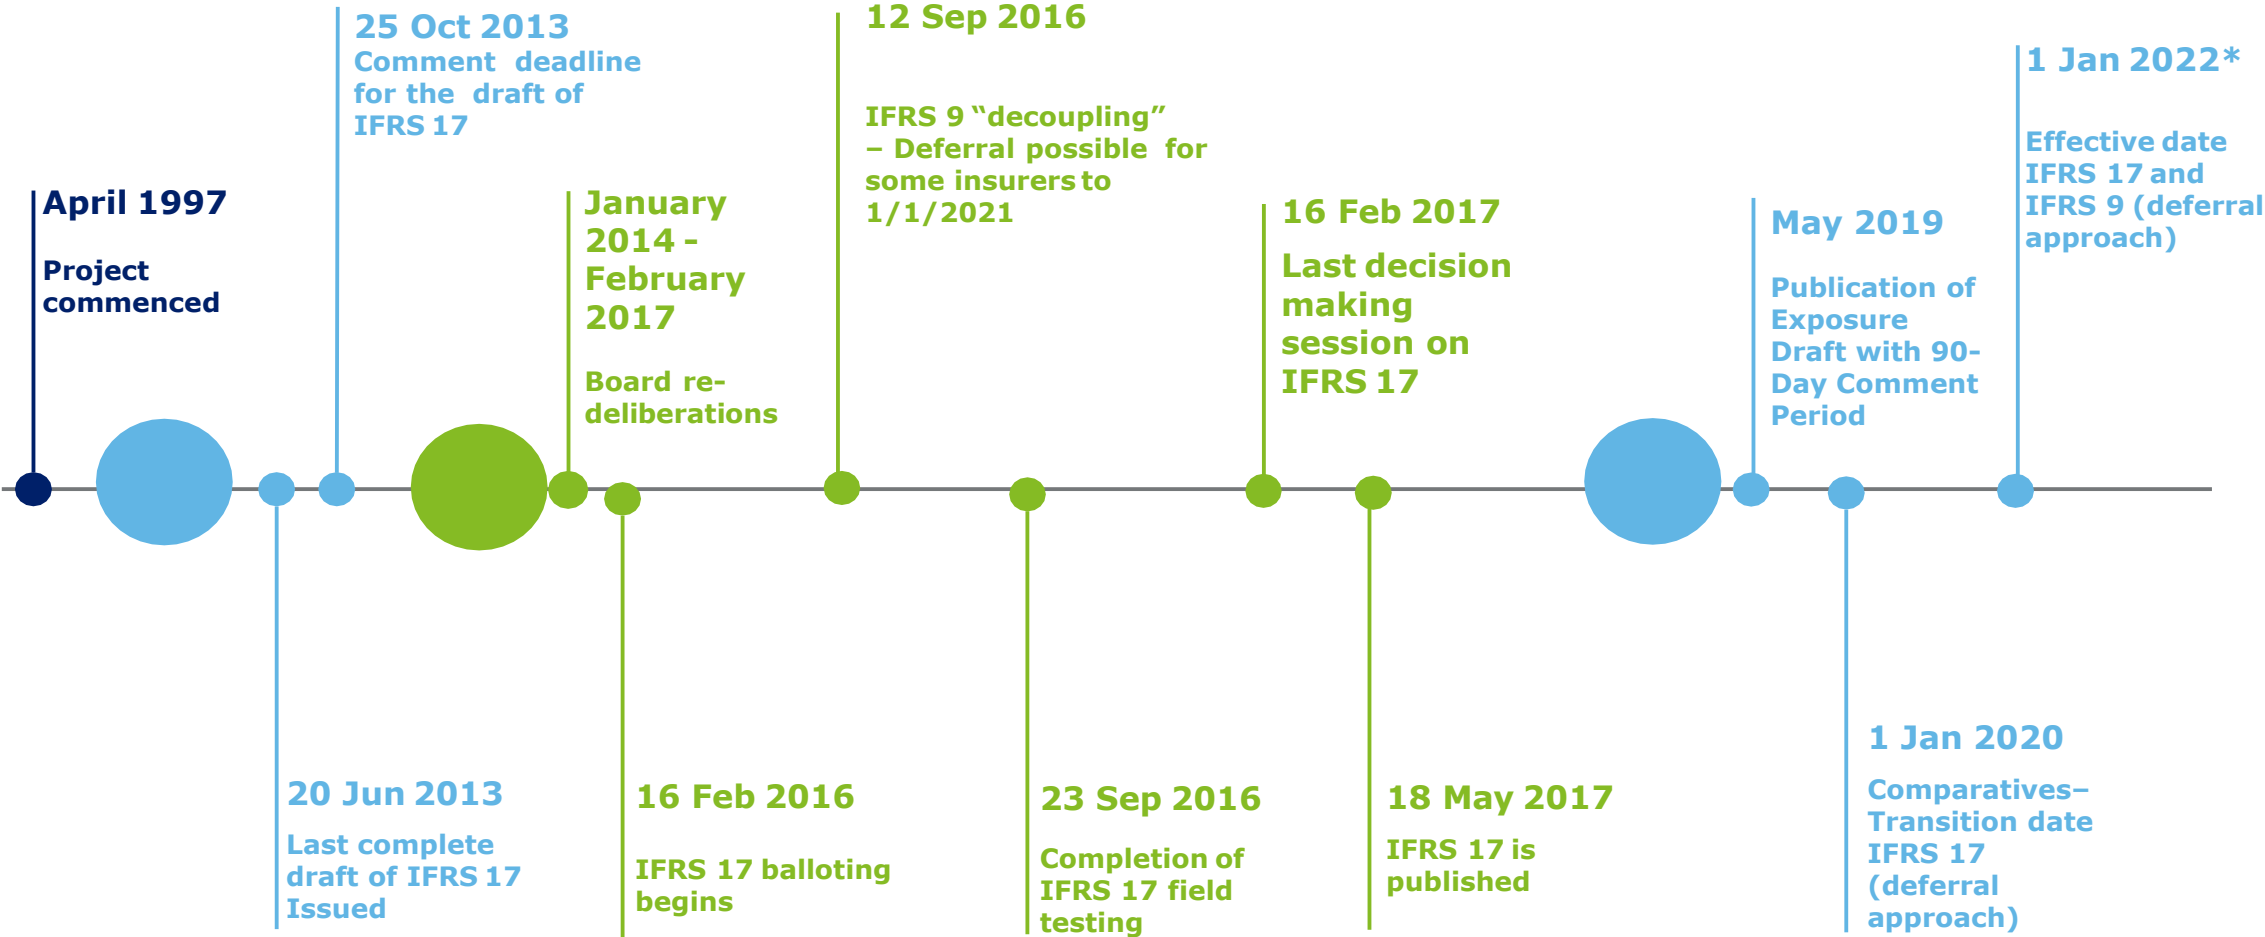 April 1997
Project
commenced
20 Jun 2013
Last complete
draft of IFRS 17
Issued
25 Oct 2013
Comment deadline
for the draft of
IFRS 17
January
2014 -
February
2017
Board re-
deliberations
16 Feb 2016
IFRS 17 balloting
begins
12 Sep 2016
IFRS 9 “decoupling”
– Deferral possible for
some insurers to
1/1/2021
23 Sep 2016
Completion of
IFRS 17 field
testing
16 Feb 2017
Last decision
making
session on
IFRS 17
18 May 2017
IFRS 17 is
published
May 2019
Publication of
Exposure
Draft with 90-
Day Comment
Period
1 Jan 2020
Comparatives–
Transition date
IFRS 17
(deferral
approach)
1 Jan 2022*
Effective date
IFRS 17 and
IFRS 9 (deferral
approach)